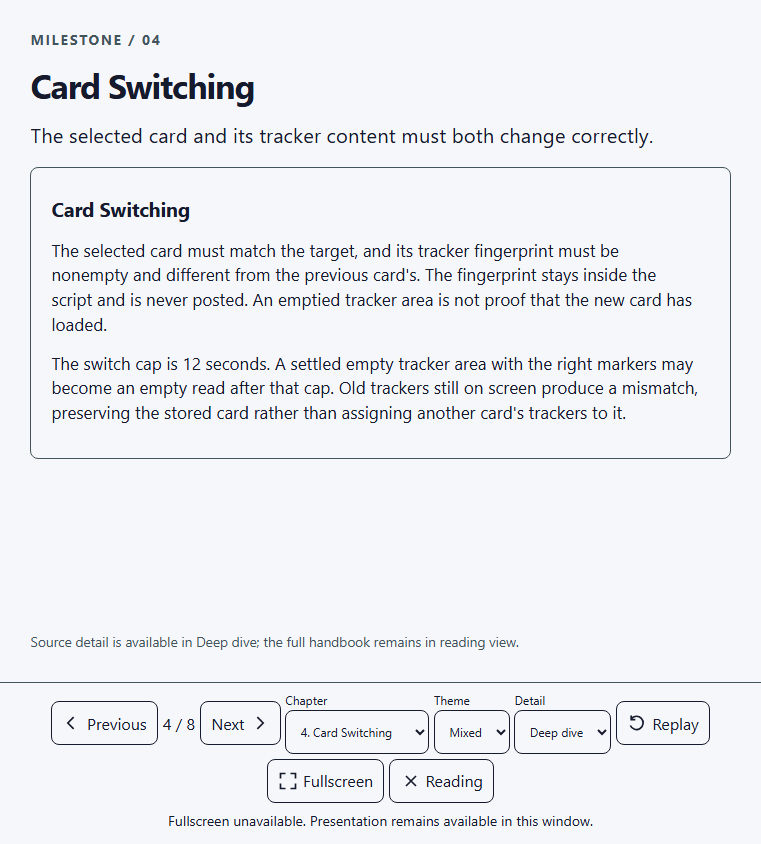 MILESTONE / 04
Card Switching
The selected card and its tracker content must both change correctly.
Card Switching
The selected card must match the target, and its tracker fingerprint must be
nonempty and different from the previous card's. The fingerprint stays inside the
script and is never posted. An emptied tracker area is not proof that the new card has
loaded.
The switch cap is 12 seconds. A settled empty tracker area with the right markers may
become an empty read after that cap. Old trackers still on screen produce a mismatch,
preserving the stored card rather than assigning another card's trackers to it.
Source detail is available in Deep dive; the full handbook remains in reading view.
Previous
4 / 8
Next
Chapter
4. Card Switching
Theme
Mixed
Detail
Deep dive
Replay
Fullscreen
Reading
Fullscreen unavailable. Presentation remains available in this window.